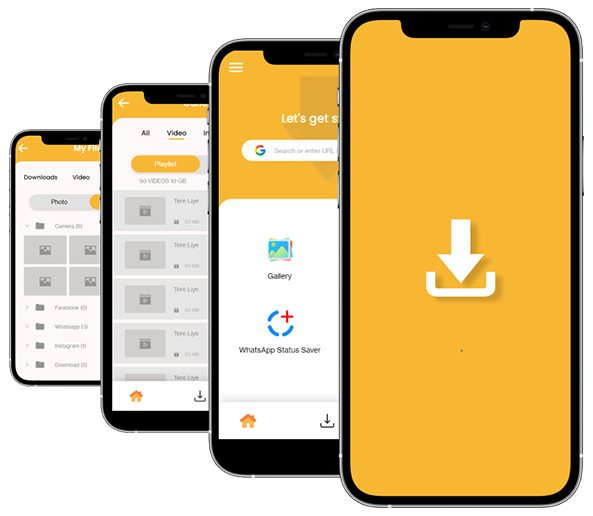 My File
Downloads Video
Photo
Camera (6)
Facebook (5)
Whatsapp (3)
Instagram (1)
Download (2)
All Video In
Playlist
50 VIDEOS 10 GB
Tere Liye
50 MB
Tere Liye
50 MB
Tere Liye
50 MB
Tere Liye
50 MB
Tere Liye
Let's get s
G Search or enter URL
Gallery
WhatsApp Status Saver